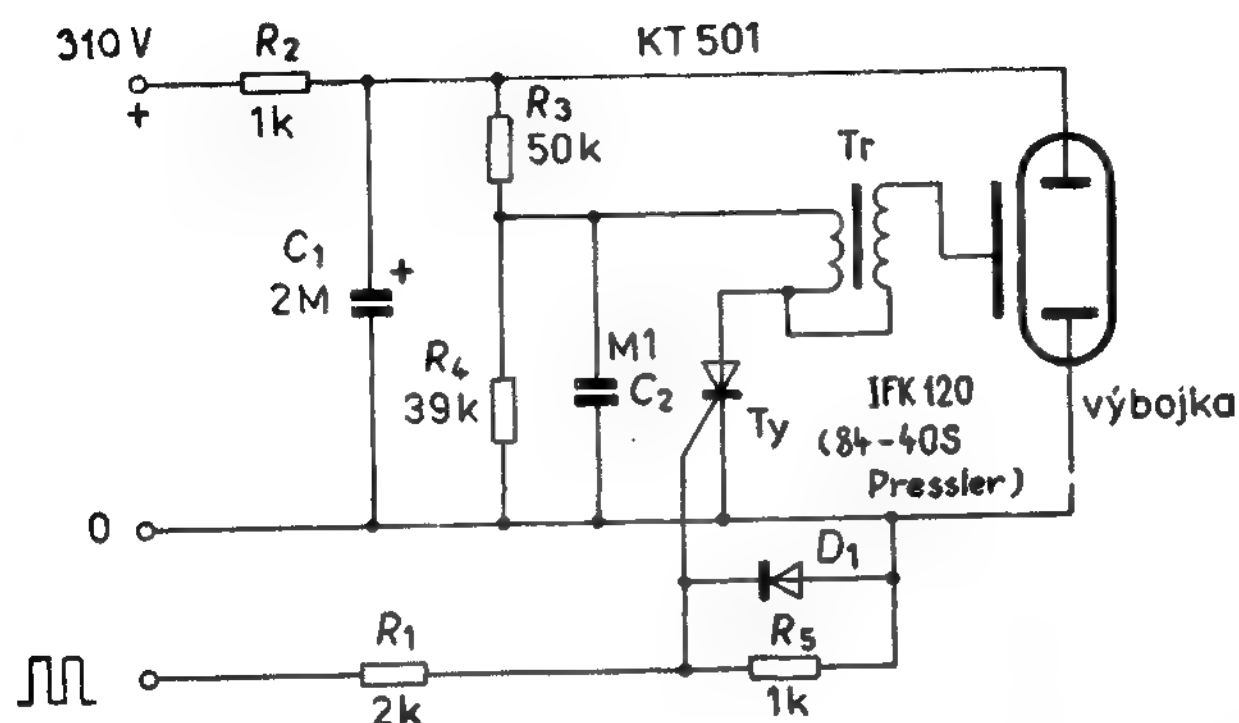 310 V
+
R2
1k
KT 501
R3
50k
Tr
C1
2M
+
R4
39k
M1
C2
Ty
IFK 120
(84-40S
Pressler)
výbojka
0
D1
R1
2k
R5
1k